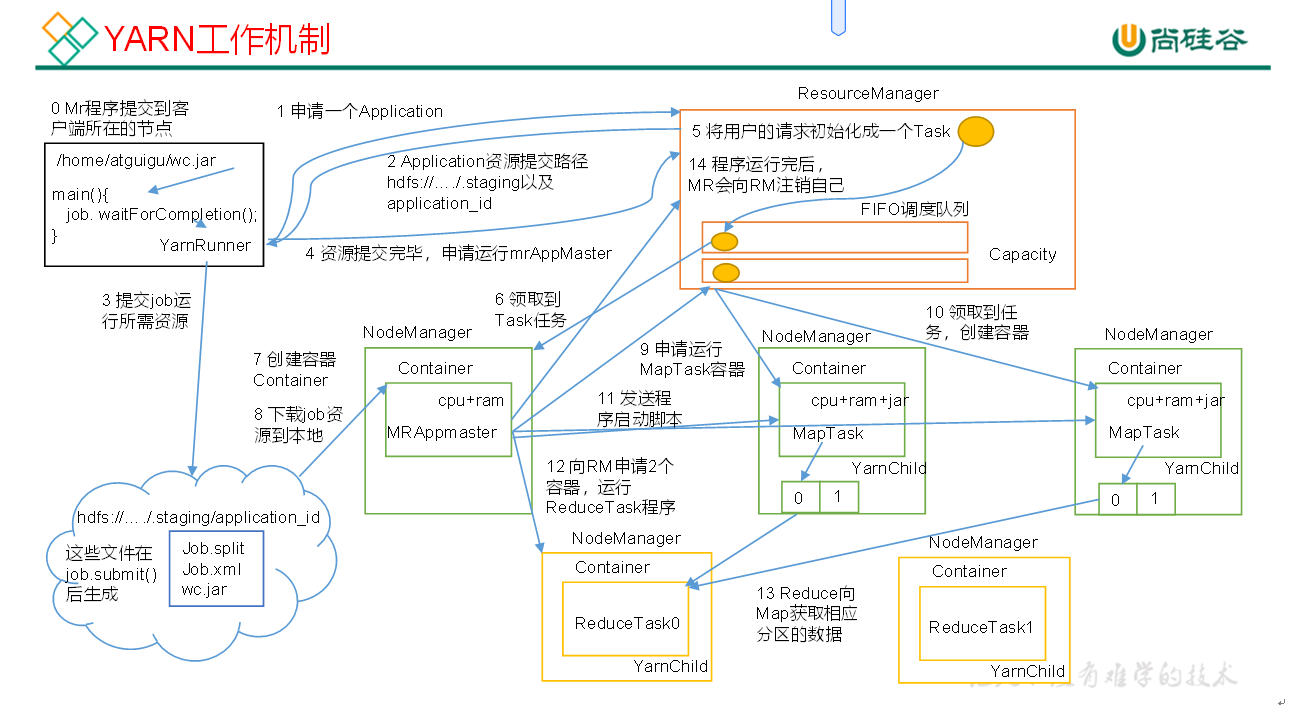 YARN工作机制
尚硅谷
0 Mr程序提交到客
户端所在的节点
/home/atguigu/wc.jar
main(){
job. waitForCompletion();
}
YarnRunner
1 申请一个Application
2 Application资源提交路径
hdfs://…./.staging以及
application_id
4 资源提交完毕，申请运行mrAppMaster
ResourceManager
5 将用户的请求初始化成一个Task
14 程序运行完后，
MR会向RM注销自己
FIFO调度队列
Capacity
3 提交job运
行所需资源
6 领取到
Task任务
7 创建容器
Container
8 下载job资
源到本地
NodeManager
Container
cpu+ram
MRAppmaster
9 申请运行
MapTask容器
10 领取到任
务，创建容器
11 发送程
序启动脚本
NodeManager
Container
cpu+ram+jar
MapTask
YarnChild
0
1
NodeManager
Container
cpu+ram+jar
MapTask
YarnChild
0
1
12 向RM申请2个
容器，运行
ReduceTask程序
hdfs://…./.staging/application_id
这些文件在
job.submit()
后生成
Job.split
Job.xml
wc.jar
NodeManager
Container
ReduceTask0
YarnChild
13 Reduce向
Map获取相应
分区的数据
NodeManager
Container
ReduceTask1
YarnChild
有难学的技术